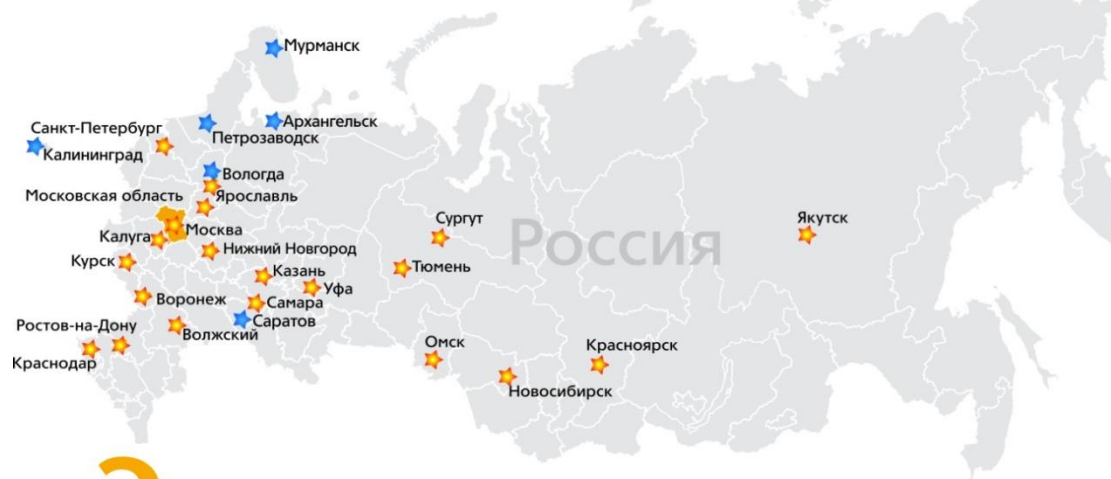 Мурманск
Санкт-Петербург
Архангельск
Петрозаводск
Калининград
Вологда
Московская область
Ярославль
Сургут
Якутск
Россия
Москва
Калуга
Нижний Новгород
Курск
Тюмень
Казань
Уфа
Воронеж
Самара
Саратов
Ростов-на-Дону
Волжский
Омск
Красноярск
Краснодар
Новосибирск